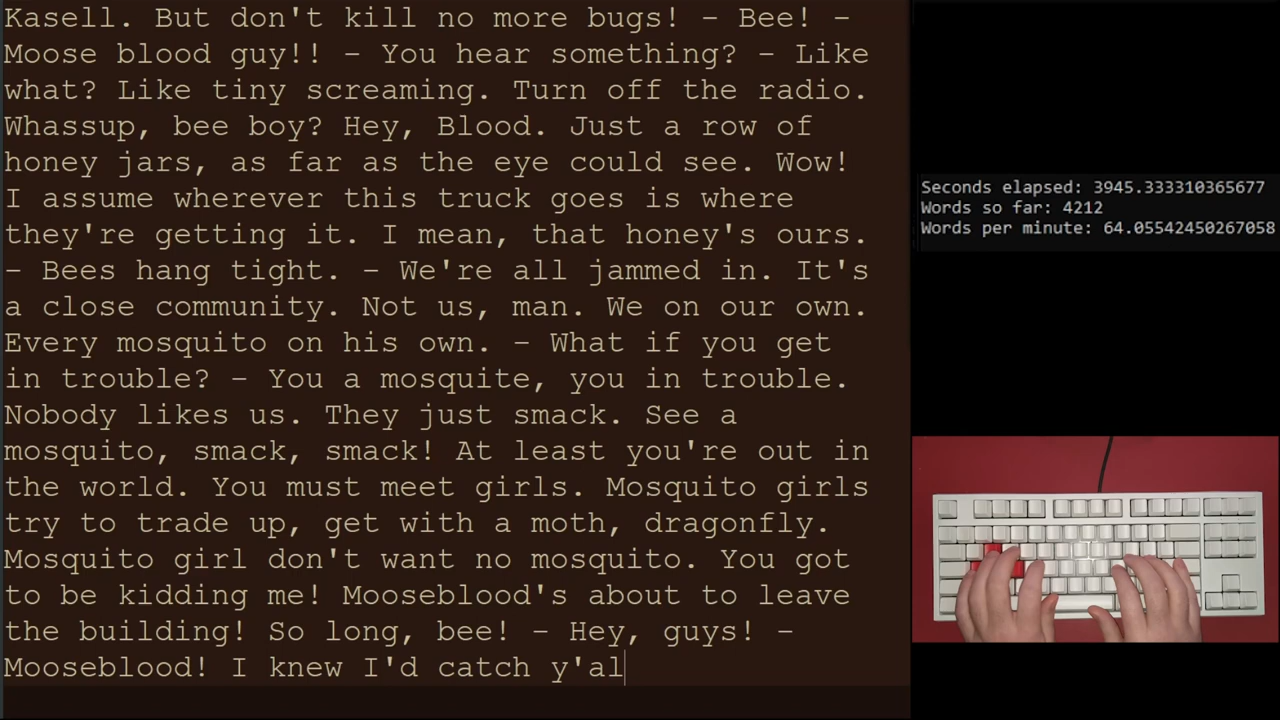 Kasell. But don't kill no more bugs! - Bee! -
Moose blood guy!! - You hear something? - Like
what? Like tiny screaming. Turn off the radio.
Whassup, bee boy? Hey, Blood. Just a row of
honey jars, as far as the eye could see. Wow!
I assume wherever this truck goes is where
they're getting it. I mean, that honey's ours.
- Bees hang tight. - We're all jammed in. It's
a close community. Not us, man. We on our own.
Every mosquito on his own. - What if you get
in trouble? - You a mosquite, you in trouble.
Nobody likes us. They just smack. See a
mosquito, smack, smack! At least you're out in
the world. You must meet girls. Mosquito girls
try to trade up, get with a moth, dragonfly.
Mosquito girl don't want no mosquito. You got
to be kidding me! Mooseblood's about to leave
the building! So long, bee! - Hey, guys! -
Mooseblood! I knew I'd catch y'al
Seconds elapsed: 3945.333310365677
Words so far: 4212
Words per minute: 64.05542450267058